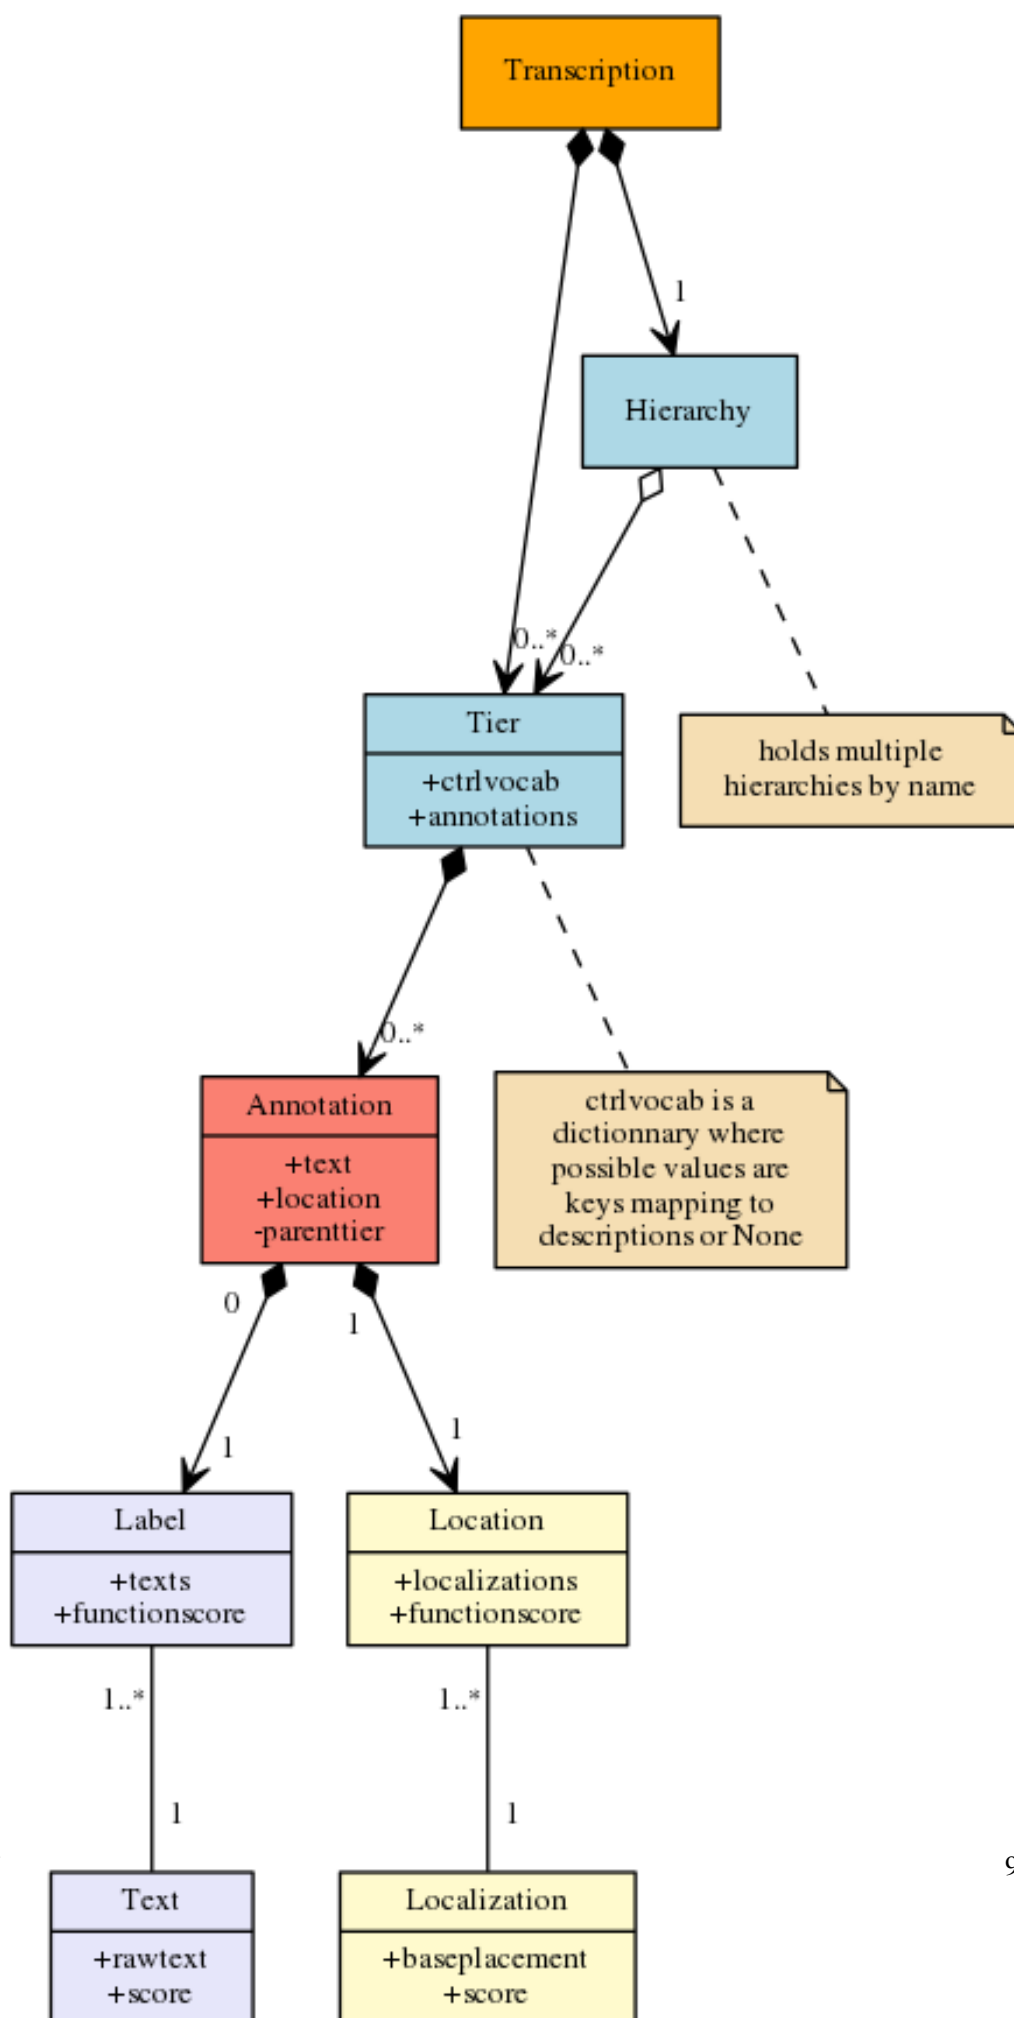 Transcription
1
Hierarchy
0..*
0..*
Tier
+ctrlvocab
+annotations
holds multiple
hierarchies by name
0..*
Annotation
+text
+location
-parenttier
ctrlvocab is a
dictionnary where
possible values are
keys mapping to
descriptions or None
0
1
1
1
Label
+texts
+functionscore
Location
+localizations
+functionscore
1..*
1..*
1
1
9
Text
+rawtext
+score
Localization
+baseplacement
+score